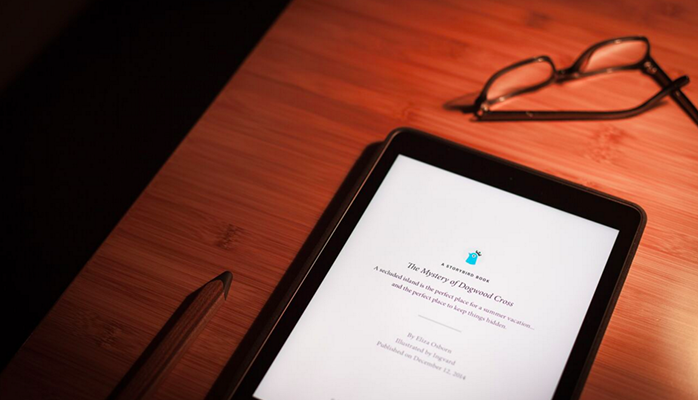 A STORYBIRD BOOK
The Mystery of Dogwood Cross
A secluded island is the perfect place for a summer vacation...
and the perfect place to keep things hidden.
By Eliza Osborn
Illustrated by Ingvard
Published on December 12, 2014